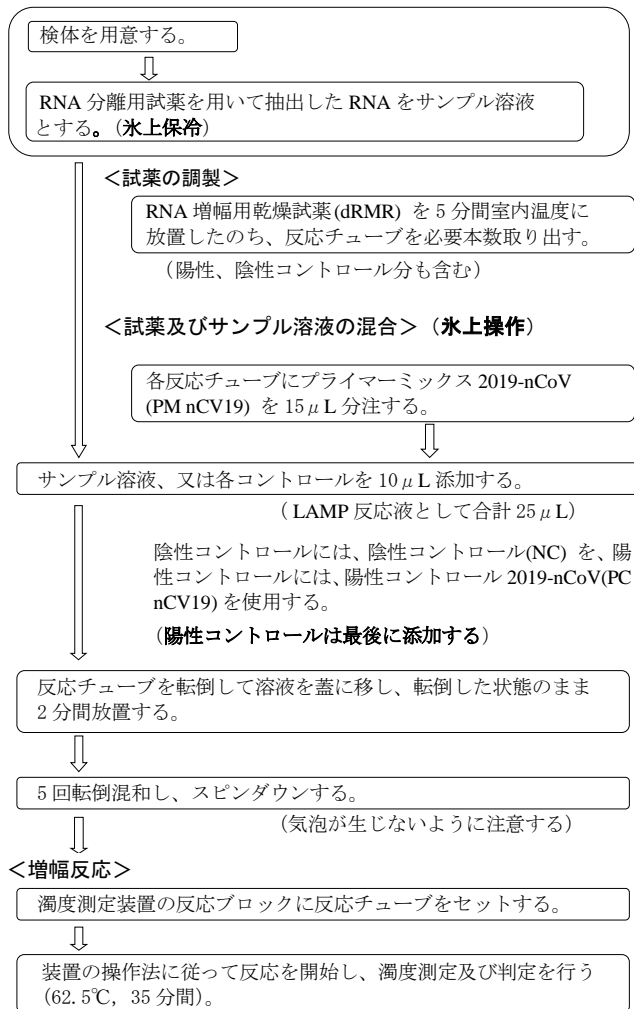 検体を用意する。
RNA 分離用試薬を用いて抽出した RNA をサンプル溶液
とする。（氷上保冷）
＜試薬の調製＞
RNA 増幅用乾燥試薬(dRMR) を 5 分間室内温度に
放置したのち、反応チューブを必要本数取り出す。
（陽性、陰性コントロール分も含む）
＜試薬及びサンプル溶液の混合＞（氷上操作）
各反応チューブにプライマーミックス 2019-nCoV
(PM nCV19) を 15μL 分注する。
サンプル溶液、又は各コントロールを 10μL 添加する。
（LAMP 反応液として合計 25μL）
陰性コントロールには、陰性コントロール(NC) を、陽
性コントロールには、陽性コントロール 2019-nCoV(PC
nCV19) を使用する。
（陽性コントロールは最後に添加する）
反応チューブを転倒して溶液を蓋に移し、転倒した状態のまま
2 分間放置する。
5 回転倒混和し、スピンダウンする。
（気泡が生じないように注意する）
＜増幅反応＞
濁度測定装置の反応ブロックに反応チューブをセットする。
装置の操作法に従って反応を開始し、濁度測定及び判定を行う
（62.5℃, 35 分間）。